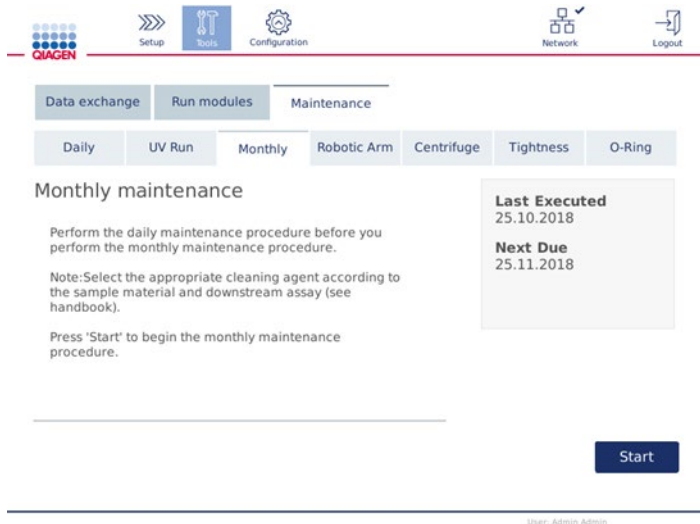 QIAGEN
Setup
Tools
Configuration
Network
Logout
Data exchange
Run modules
Maintenance
Daily
UV Run
Monthly
Robotic Arm
Centrifuge
Tightness
O-Ring
Monthly maintenance
Perform the daily maintenance procedure before you
perform the monthly maintenance procedure.
Note:Select the appropriate cleaning agent according to
the sample material and downstream assay (see
handbook).
Press 'Start' to begin the monthly maintenance
procedure.
Last Executed
25.10.2018
Next Due
25.11.2018
Start
User: Admin Admin